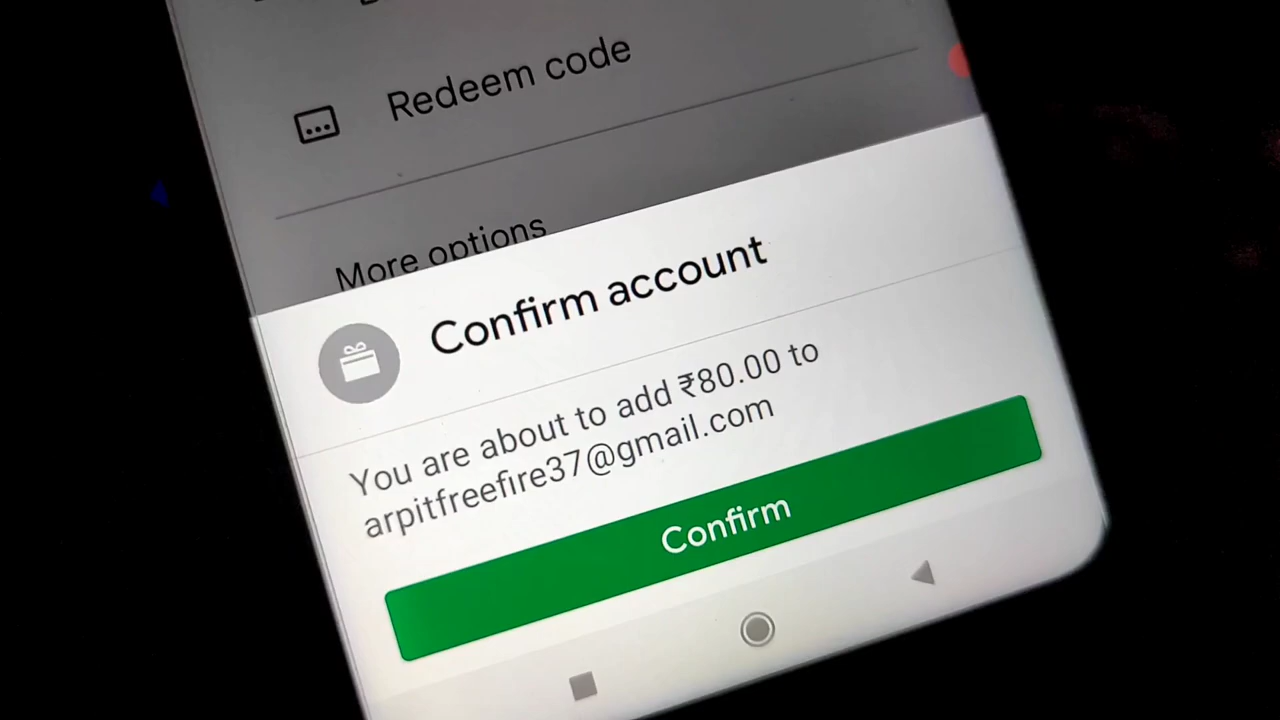 Redeem code
More options
Confirm account
You are about to add ₹80.00 to
arpitfreefire37@gmail.com
Confirm